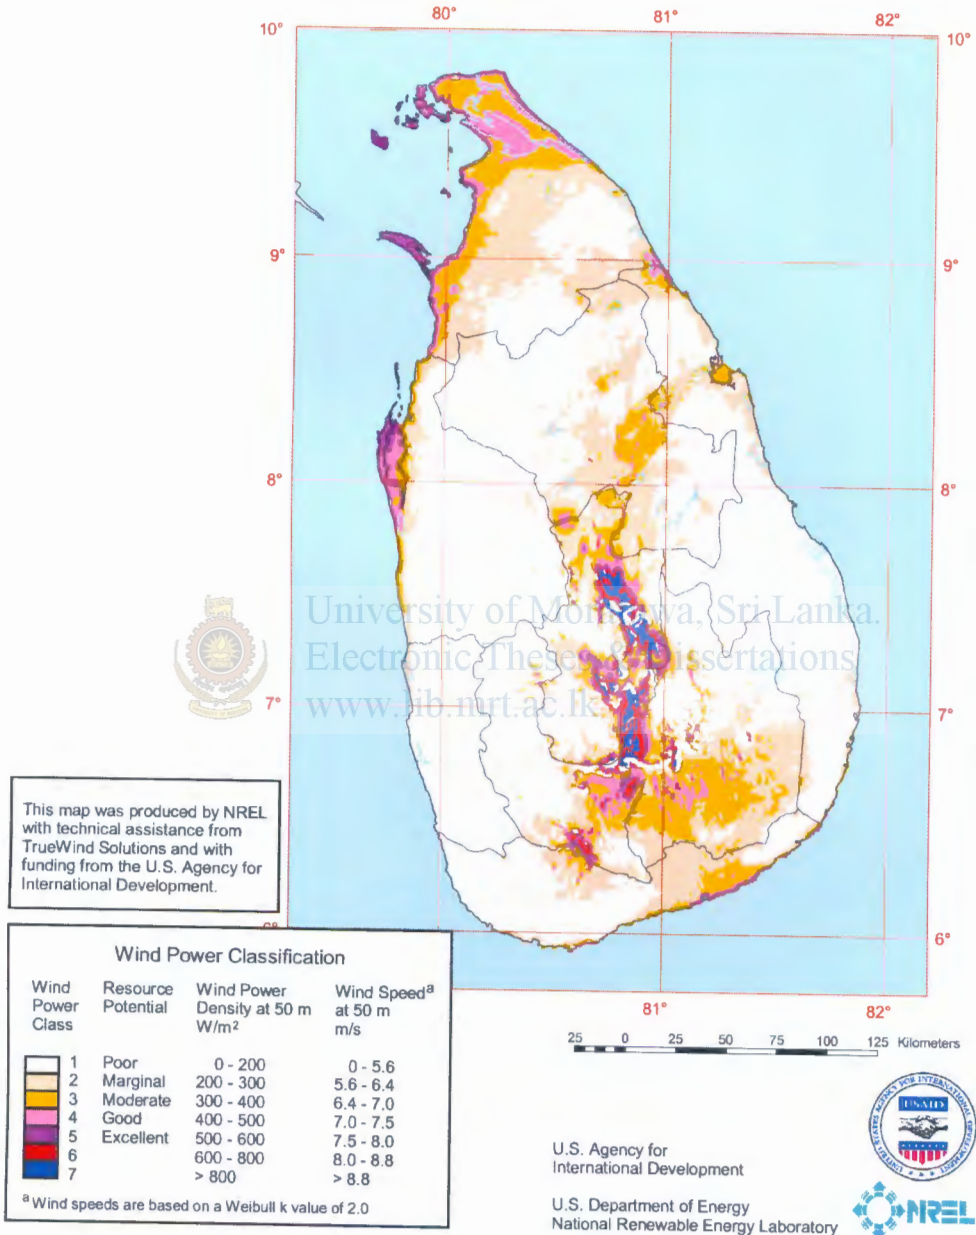 80°
81°
82°
10°
10°
9°
9°
8°
8°
University of Moratuwa, Sri Lanka.
Electronic Theses & Dissertations
www.lib.mrt.ac.lk
7°
7°
This map was produced by NREL
with technical assistance from
TrueWind Solutions and with
funding from the U.S. Agency for
International Development.
6°
6°
81°
82°
Wind Power Classification
Wind Power Class Resource Potential Wind Power Density at 50 m W/m² Wind Speedᵃ at 50 m m/s
1 Poor 0 - 200 0 - 5.6
2 Marginal 200 - 300 5.6 - 6.4
3 Moderate 300 - 400 6.4 - 7.0
4 Good 400 - 500 7.0 - 7.5
5 Excellent 500 - 600 7.5 - 8.0
6 600 - 800 8.0 - 8.8
7 > 800 > 8.8
ᵃ Wind speeds are based on a Weibull k value of 2.0
25 0 25 50 75 100 125 Kilometers
U.S. Agency for
International Development
UNITED STATES AGENCY FOR INTERNATIONAL DEVELOPMENT
USAID
U.S. Department of Energy
National Renewable Energy Laboratory
NREL